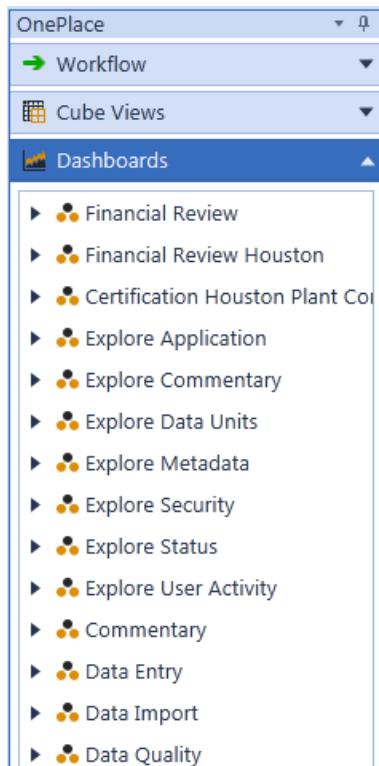 OnePlace
Workflow
Cube Views
Dashboards
Financial Review
Financial Review Houston
Certification Houston Plant
Explore Application
Explore Commentary
Explore Data Units
Explore Metadata
Explore Security
Explore Status
Explore User Activity
Commentary
Data Entry
Data Import
Data Quality